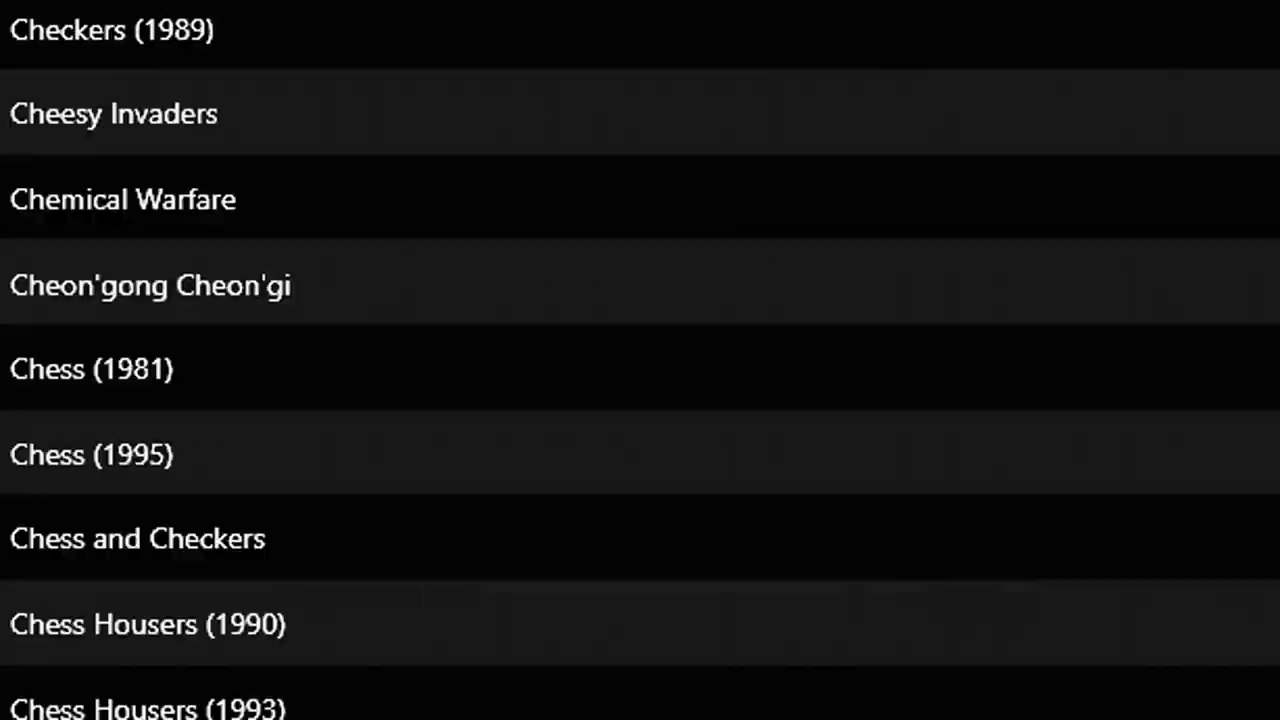 Checkers (1989)
Cheesy Invaders
Chemical Warfare
Cheon'gong Cheon'gi
Chess (1981)
Chess (1995)
Chess and Checkers
Chess Housers (1990)
Chess Housers (1993)